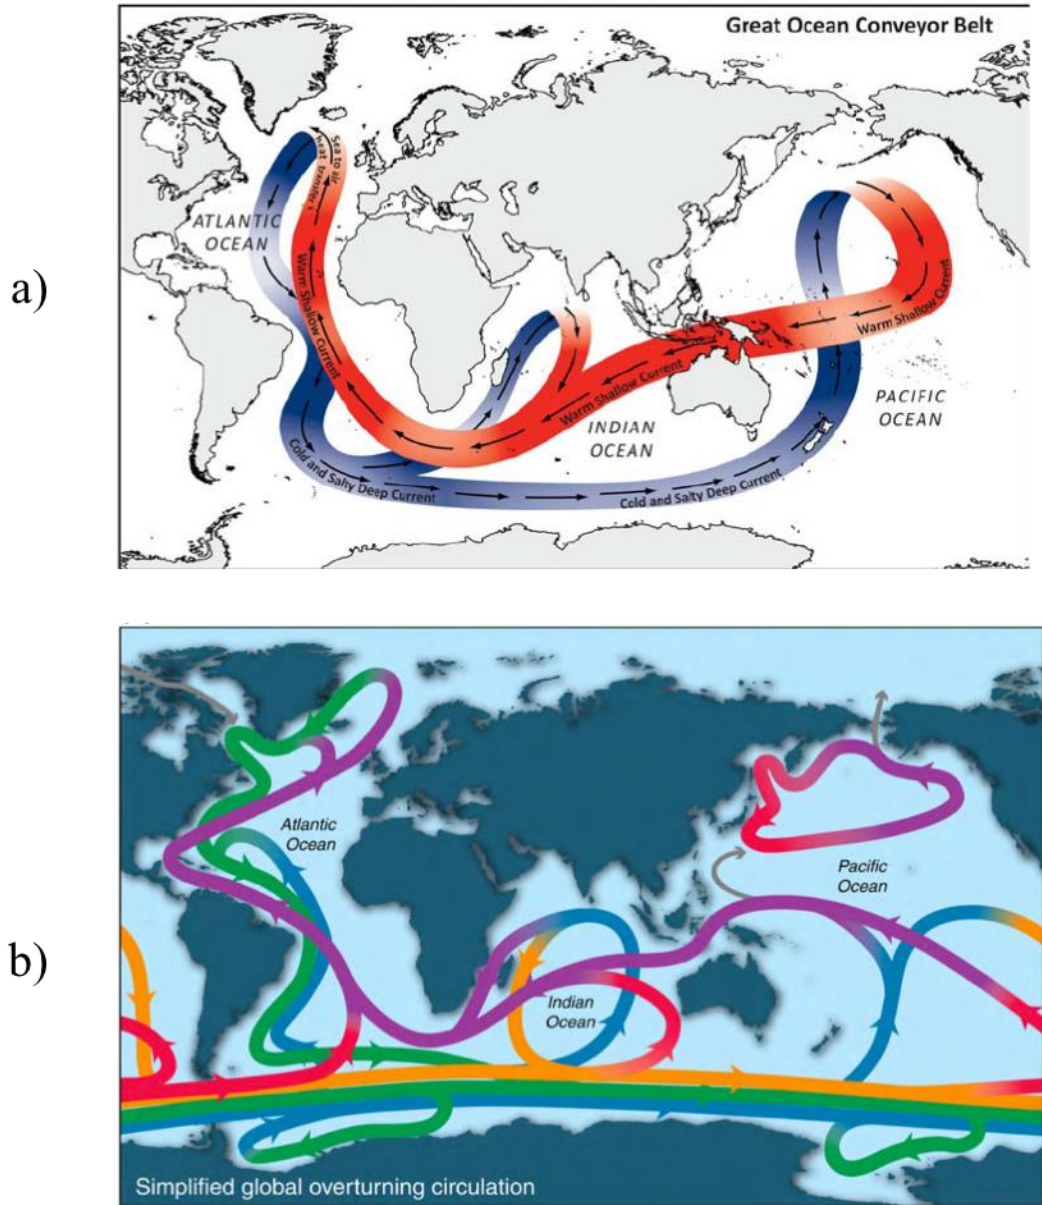 Great Ocean Conveyor Belt
a)
Sea to air
heat transfer
ATLANTIC
OCEAN
Warm Shallow Current
Warm Shallow Current
Warm Shallow Current
INDIAN
OCEAN
PACIFIC
OCEAN
Cold and Salty Deep Current
Cold and Salty Deep Current
b)
Atlantic
Ocean
Pacific
Ocean
Indian
Ocean
Simplified global overturning circulation